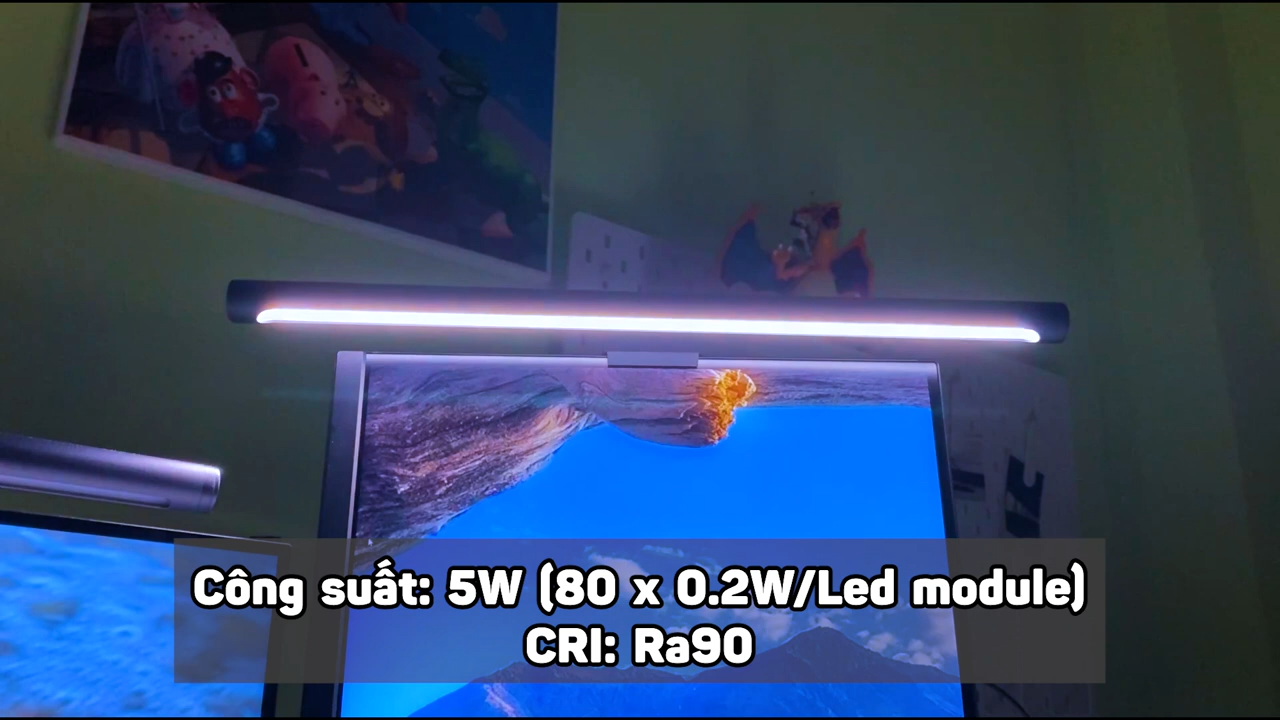 Công suất: 5W (80 x 0.2W/Led module)
CRI: Ra90